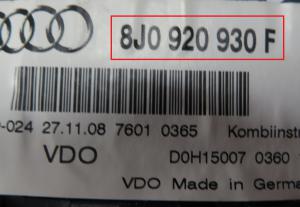 8J0 920 930 F
-024 27.11.08 7601 0365 Kombiinstr
VDO D0H15007 0360
VDO Made in Germa